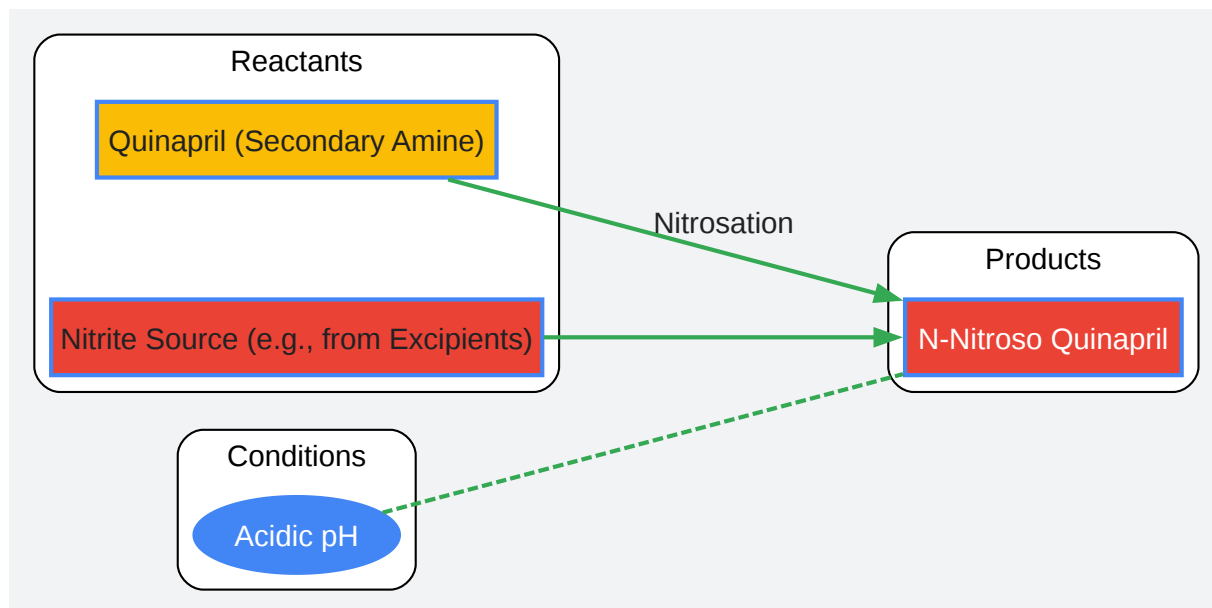 Reactants
Quinapril (Secondary Amine)
Nitrosation
Products
Nitrite Source (e.g., from Excipients)
N-Nitroso Quinapril
Conditions
Acidic pH